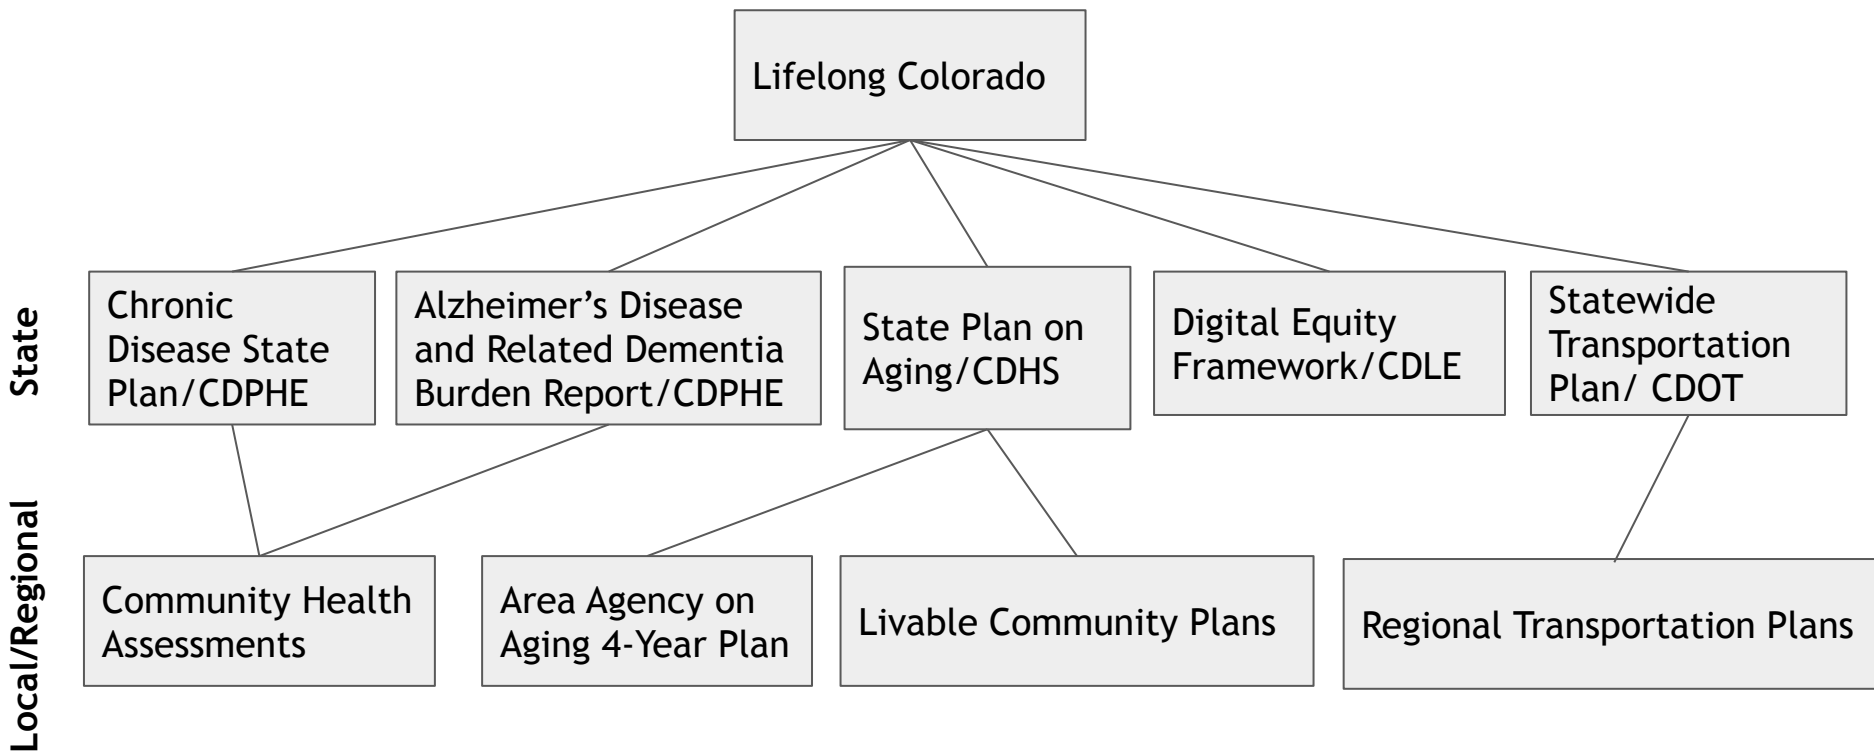 Lifelong Colorado
State
Chronic
Disease State
Plan/CDPHE
Alzheimer’s Disease
and Related Dementia
Burden Report/CDPHE
State Plan on
Aging/CDHS
Digital Equity
Framework/CDLE
Statewide
Transportation
Plan/ CDOT
Local/Regional
Community Health
Assessments
Area Agency on
Aging 4-Year Plan
Livable Community Plans
Regional Transportation Plans